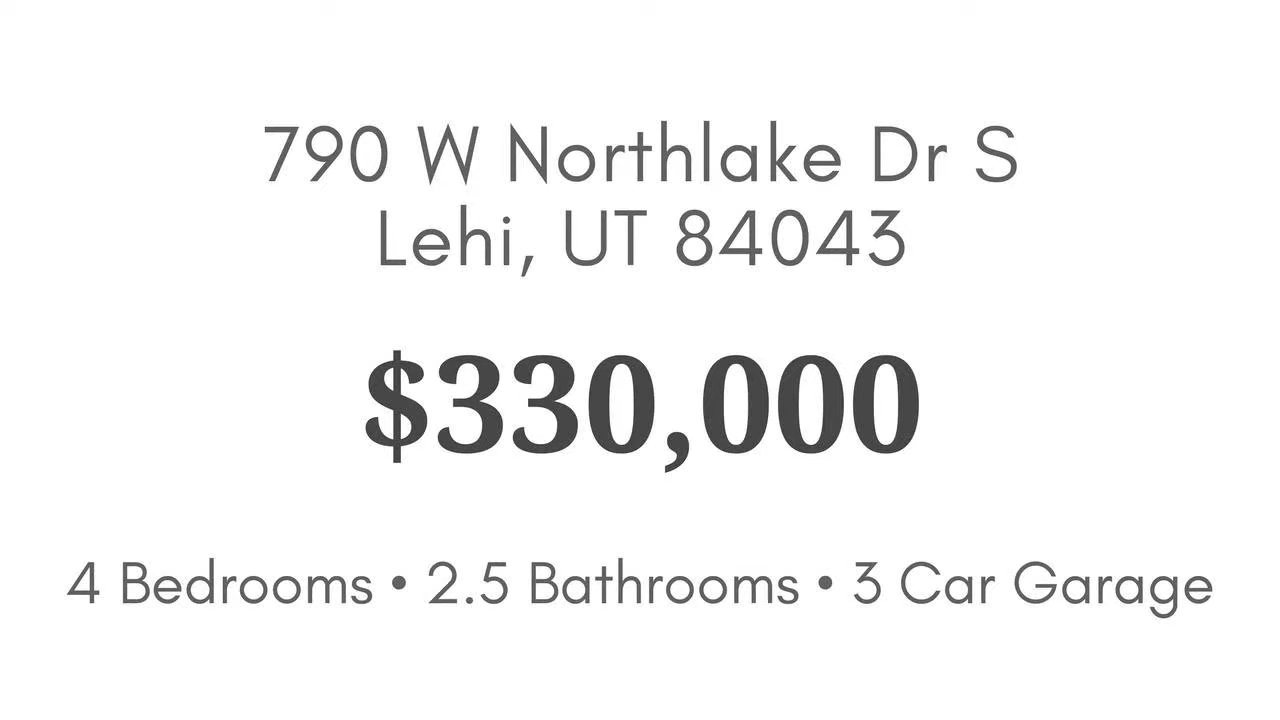 790 W Northlake Dr S
Lehi, UT 84043
$330,000
4 Bedrooms • 2.5 Bathrooms • 3 Car Garage